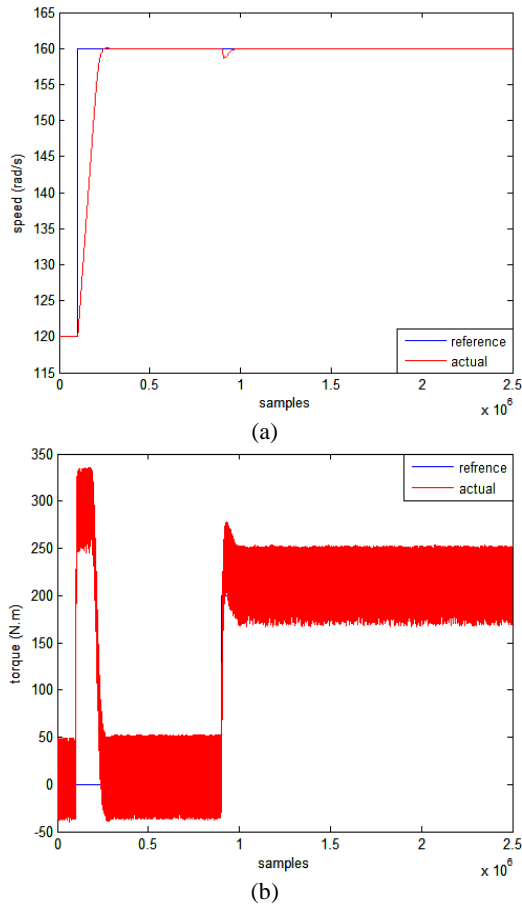 165
160
155
150
145
140
135
130
125
120
115
speed (rad/s)
reference
actual
0
0.5
1
1.5
2
2.5
samples
x 10^6
(a)
350
300
250
200
150
100
50
0
-50
torque (N.m)
refrence
actual
0
0.5
1
1.5
2
2.5
samples
x 10^6
(b)